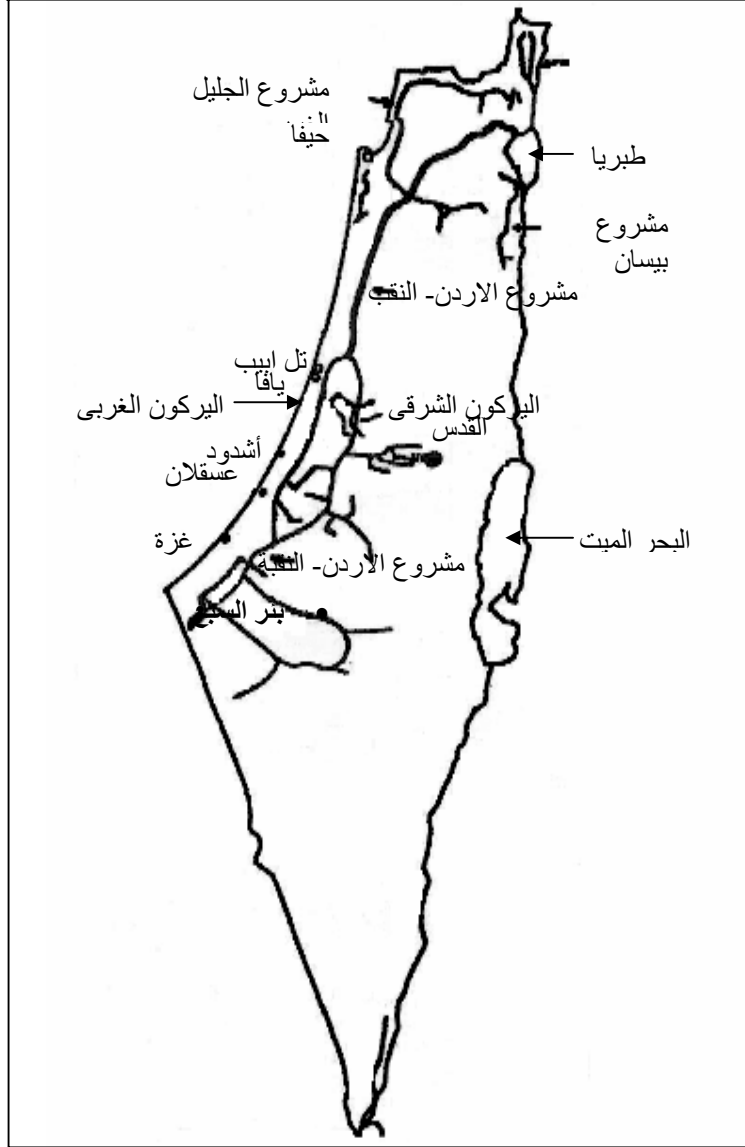 مشروع الجليل
حيفا
طبريا
مشروع
بيسان
مشروع الاردن- النقب
تل ابيب
يافا
اليركون الغربى
اليركون الشرقى
القدس
أشدود
عسقلان
غزة
البحر الميت
مشروع الاردن- النقبة
بئر السبع